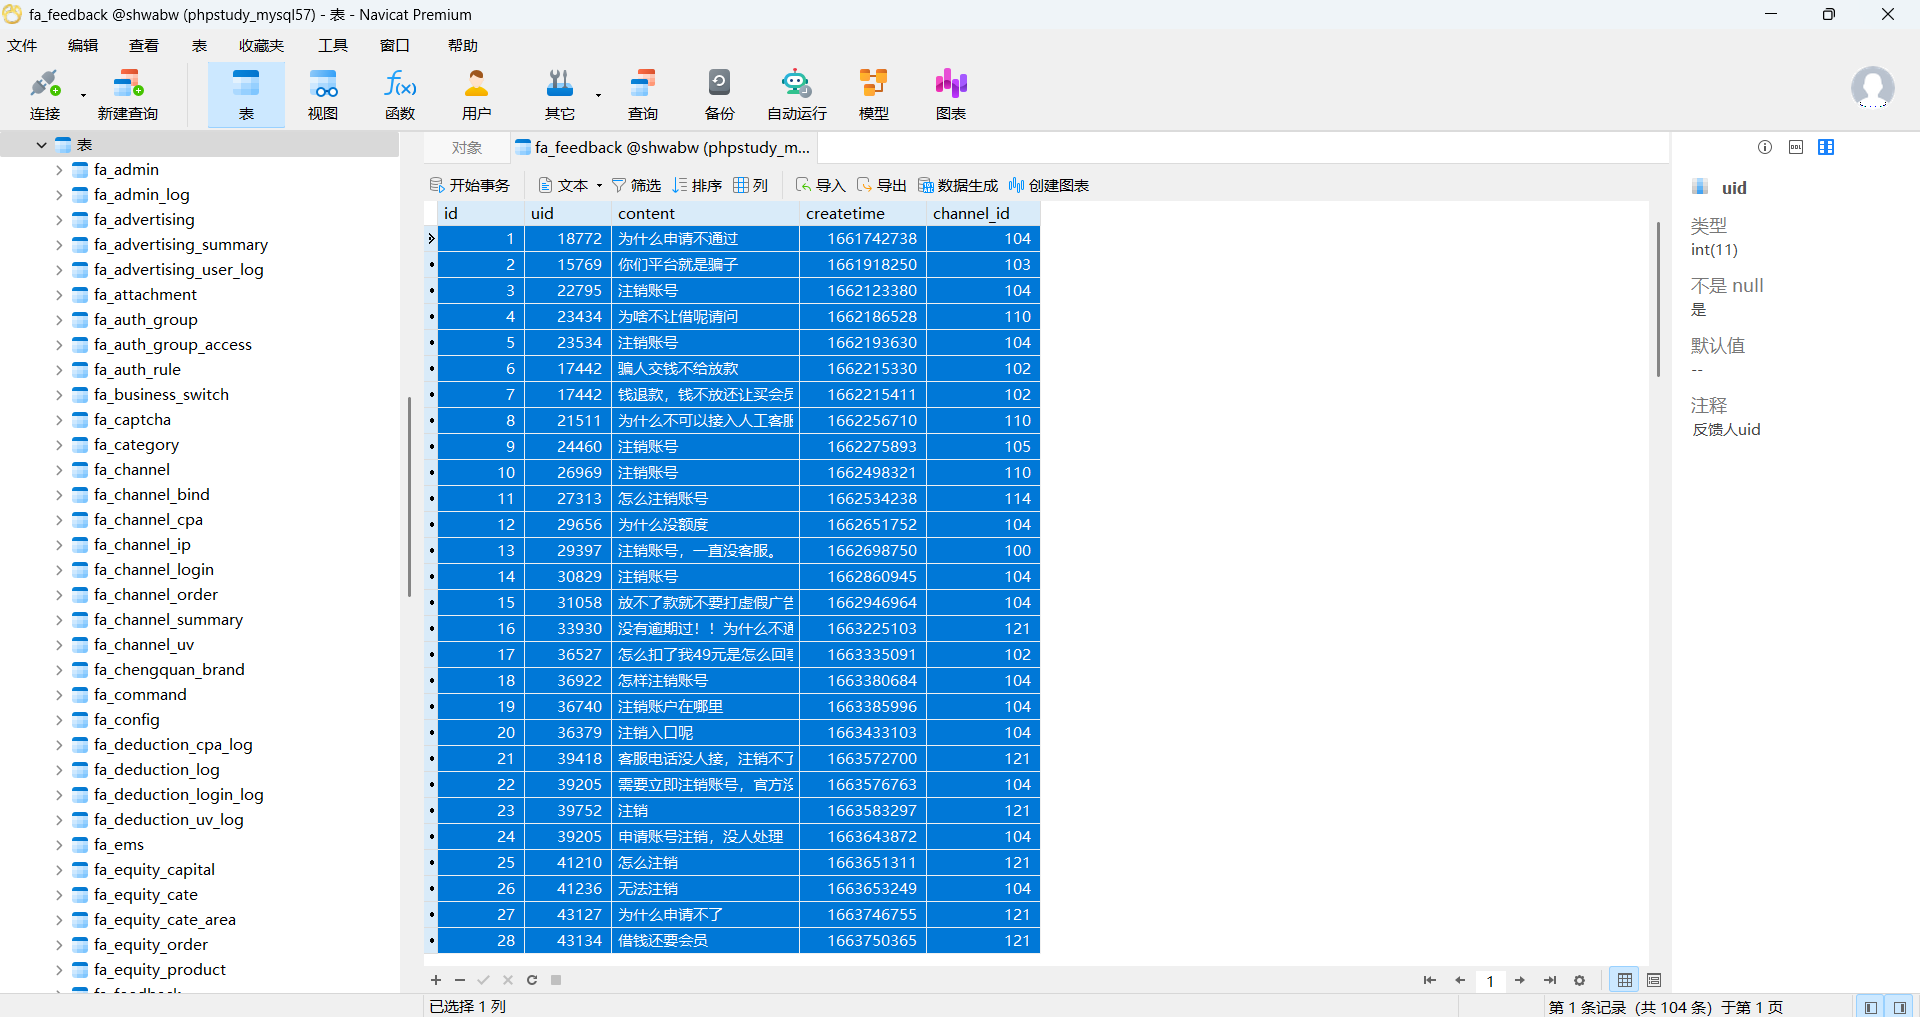 fa_feedback @shwabw (phpstudy_mysql57) - 表 - Navicat Premium
文件 编辑 查看 表 收藏夹 工具 窗口 帮助
连接 新建查询 表 视图 函数 用户 其它 查询 备份 自动运行 模型 图表
表
fa_admin
fa_admin_log
fa_advertising
fa_advertising_summary
fa_advertising_user_log
fa_attachment
fa_auth_group
fa_auth_group_access
fa_auth_rule
fa_business_switch
fa_captcha
fa_category
fa_channel
fa_channel_bind
fa_channel_cpa
fa_channel_ip
fa_channel_login
fa_channel_order
fa_channel_summary
fa_channel_uv
fa_chengquan_brand
fa_command
fa_config
fa_deduction_cpa_log
fa_deduction_log
fa_deduction_login_log
fa_deduction_uv_log
fa_ems
fa_equity_capital
fa_equity_cate
fa_equity_cate_area
fa_equity_order
fa_equity_product
对象 fa_feedback @shwabw (phpstudy_m...
开始事务 文本 筛选 排序 列 导入 导出 数据生成 创建图表
id uid content createtime channel_id
1 18772 为什么申请不通过 1661742738 104
2 15769 你们平台就是骗子 1661918250 103
3 22795 注销账号 1662123380 104
4 23434 为啥不让借呢请问 1662186528 110
5 23534 注销账号 1662193630 104
6 17442 骗人交钱不给放款 1662215330 102
7 17442 钱退款，钱不放还让买会员 1662215411 102
8 21511 为什么不可以接入人工客服 1662256710 110
9 24460 注销账号 1662275893 105
10 26969 注销账号 1662498321 110
11 27313 怎么注销账号 1662534238 114
12 29656 为什么没额度 1662651752 104
13 29397 注销账号，一直没客服。 1662698750 100
14 30829 注销账号 1662860945 104
15 31058 放不了款就不要打虚假广告 1662946964 104
16 33930 没有逾期过！！为什么不通 1663225103 121
17 36527 怎么扣了我49元是怎么回事 1663335091 102
18 36922 怎样注销账号 1663380684 104
19 36740 注销账户在哪里 1663385996 104
20 36379 注销入口呢 1663433103 104
21 39418 客服电话没人接，注销不了 1663572700 121
22 39205 需要立即注销账号，官方没 1663576763 104
23 39752 注销 1663583297 121
24 39205 申请账号注销，没人处理 1663643872 104
25 41210 怎么注销 1663651311 121
26 41236 无法注销 1663653249 104
27 43127 为什么申请不了 1663746755 121
28 43134 借钱还要会员 1663750365 121
1
uid
类型
int(11)
不是 null
是
默认值
--
注释
反馈人uid
已选择 1 列
第 1 条记录（共 104 条）于第 1 页